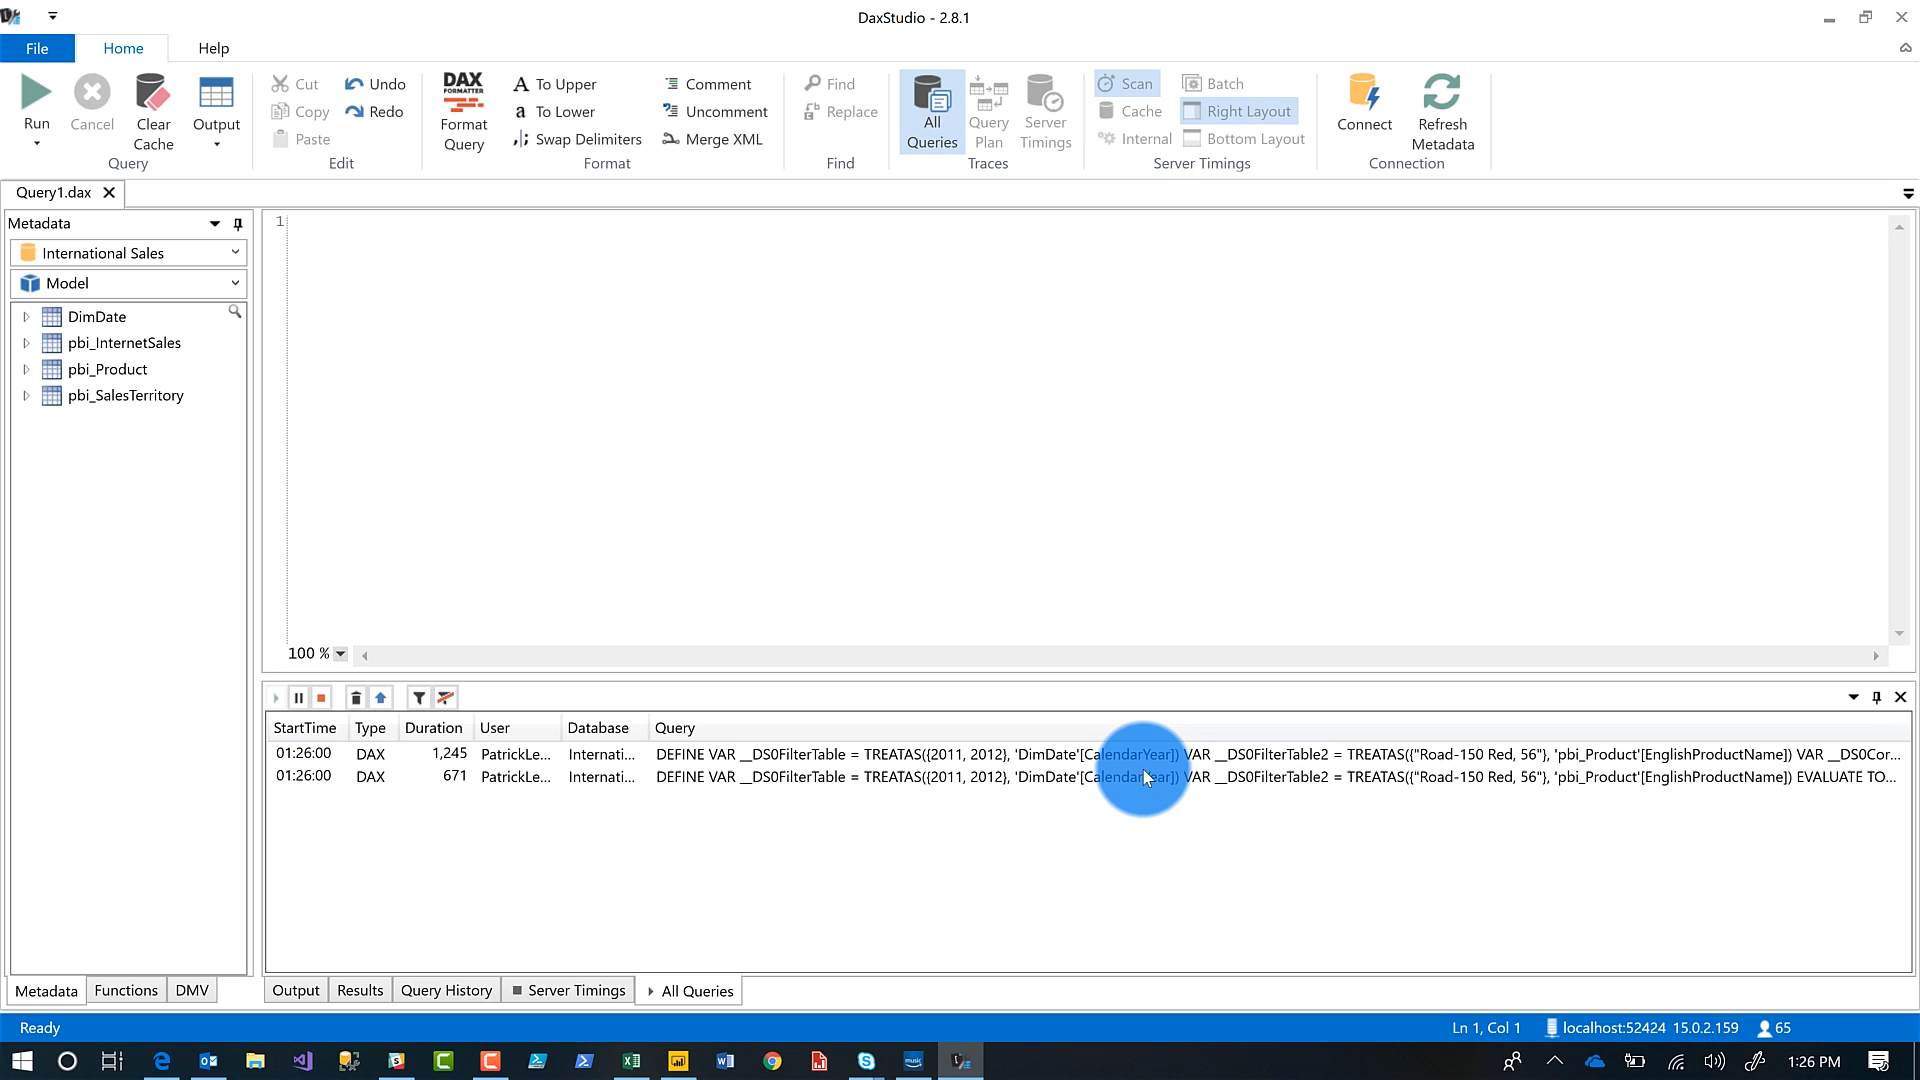 DaxStudio - 2.8.1
File
Home
Help
Run
Cancel
Clear
Cache
Output
Query
Cut
Copy
Paste
Undo
Redo
Edit
DAX
FORMATTER
Format
Query
To Upper
To Lower
Swap Delimiters
Comment
Uncomment
Merge XML
Format
Find
Replace
Find
All
Queries
Query
Plan
Server
Timings
Traces
Scan
Cache
Internal
Batch
Right Layout
Bottom Layout
Server Timings
Connect
Refresh
Metadata
Connection
Query1.dax
Metadata
International Sales
Model
DimDate
pbi_InternetSales
pbi_Product
pbi_SalesTerritory
1
100 %
StartTime Type Duration User Database Query
01:26:00 DAX 1,245 PatrickLe... Internati... DEFINE VAR __DS0FilterTable = TREATAS({2011, 2012}, 'DimDate'[CalendarYear]) VAR __DS0FilterTable2 = TREATAS({"Road-150 Red, 56"}, 'pbi_Product'[EnglishProductName]) VAR __DS0Cor...
01:26:00 DAX 671 PatrickLe... Internati... DEFINE VAR __DS0FilterTable = TREATAS({2011, 2012}, 'DimDate'[CalendarYear]) VAR __DS0FilterTable2 = TREATAS({"Road-150 Red, 56"}, 'pbi_Product'[EnglishProductName]) EVALUATE TO...
Metadata Functions DMV
Output Results Query History Server Timings All Queries
Ready
Ln 1, Col 1 localhost:52424 15.0.2.159 65
music
1:26 PM